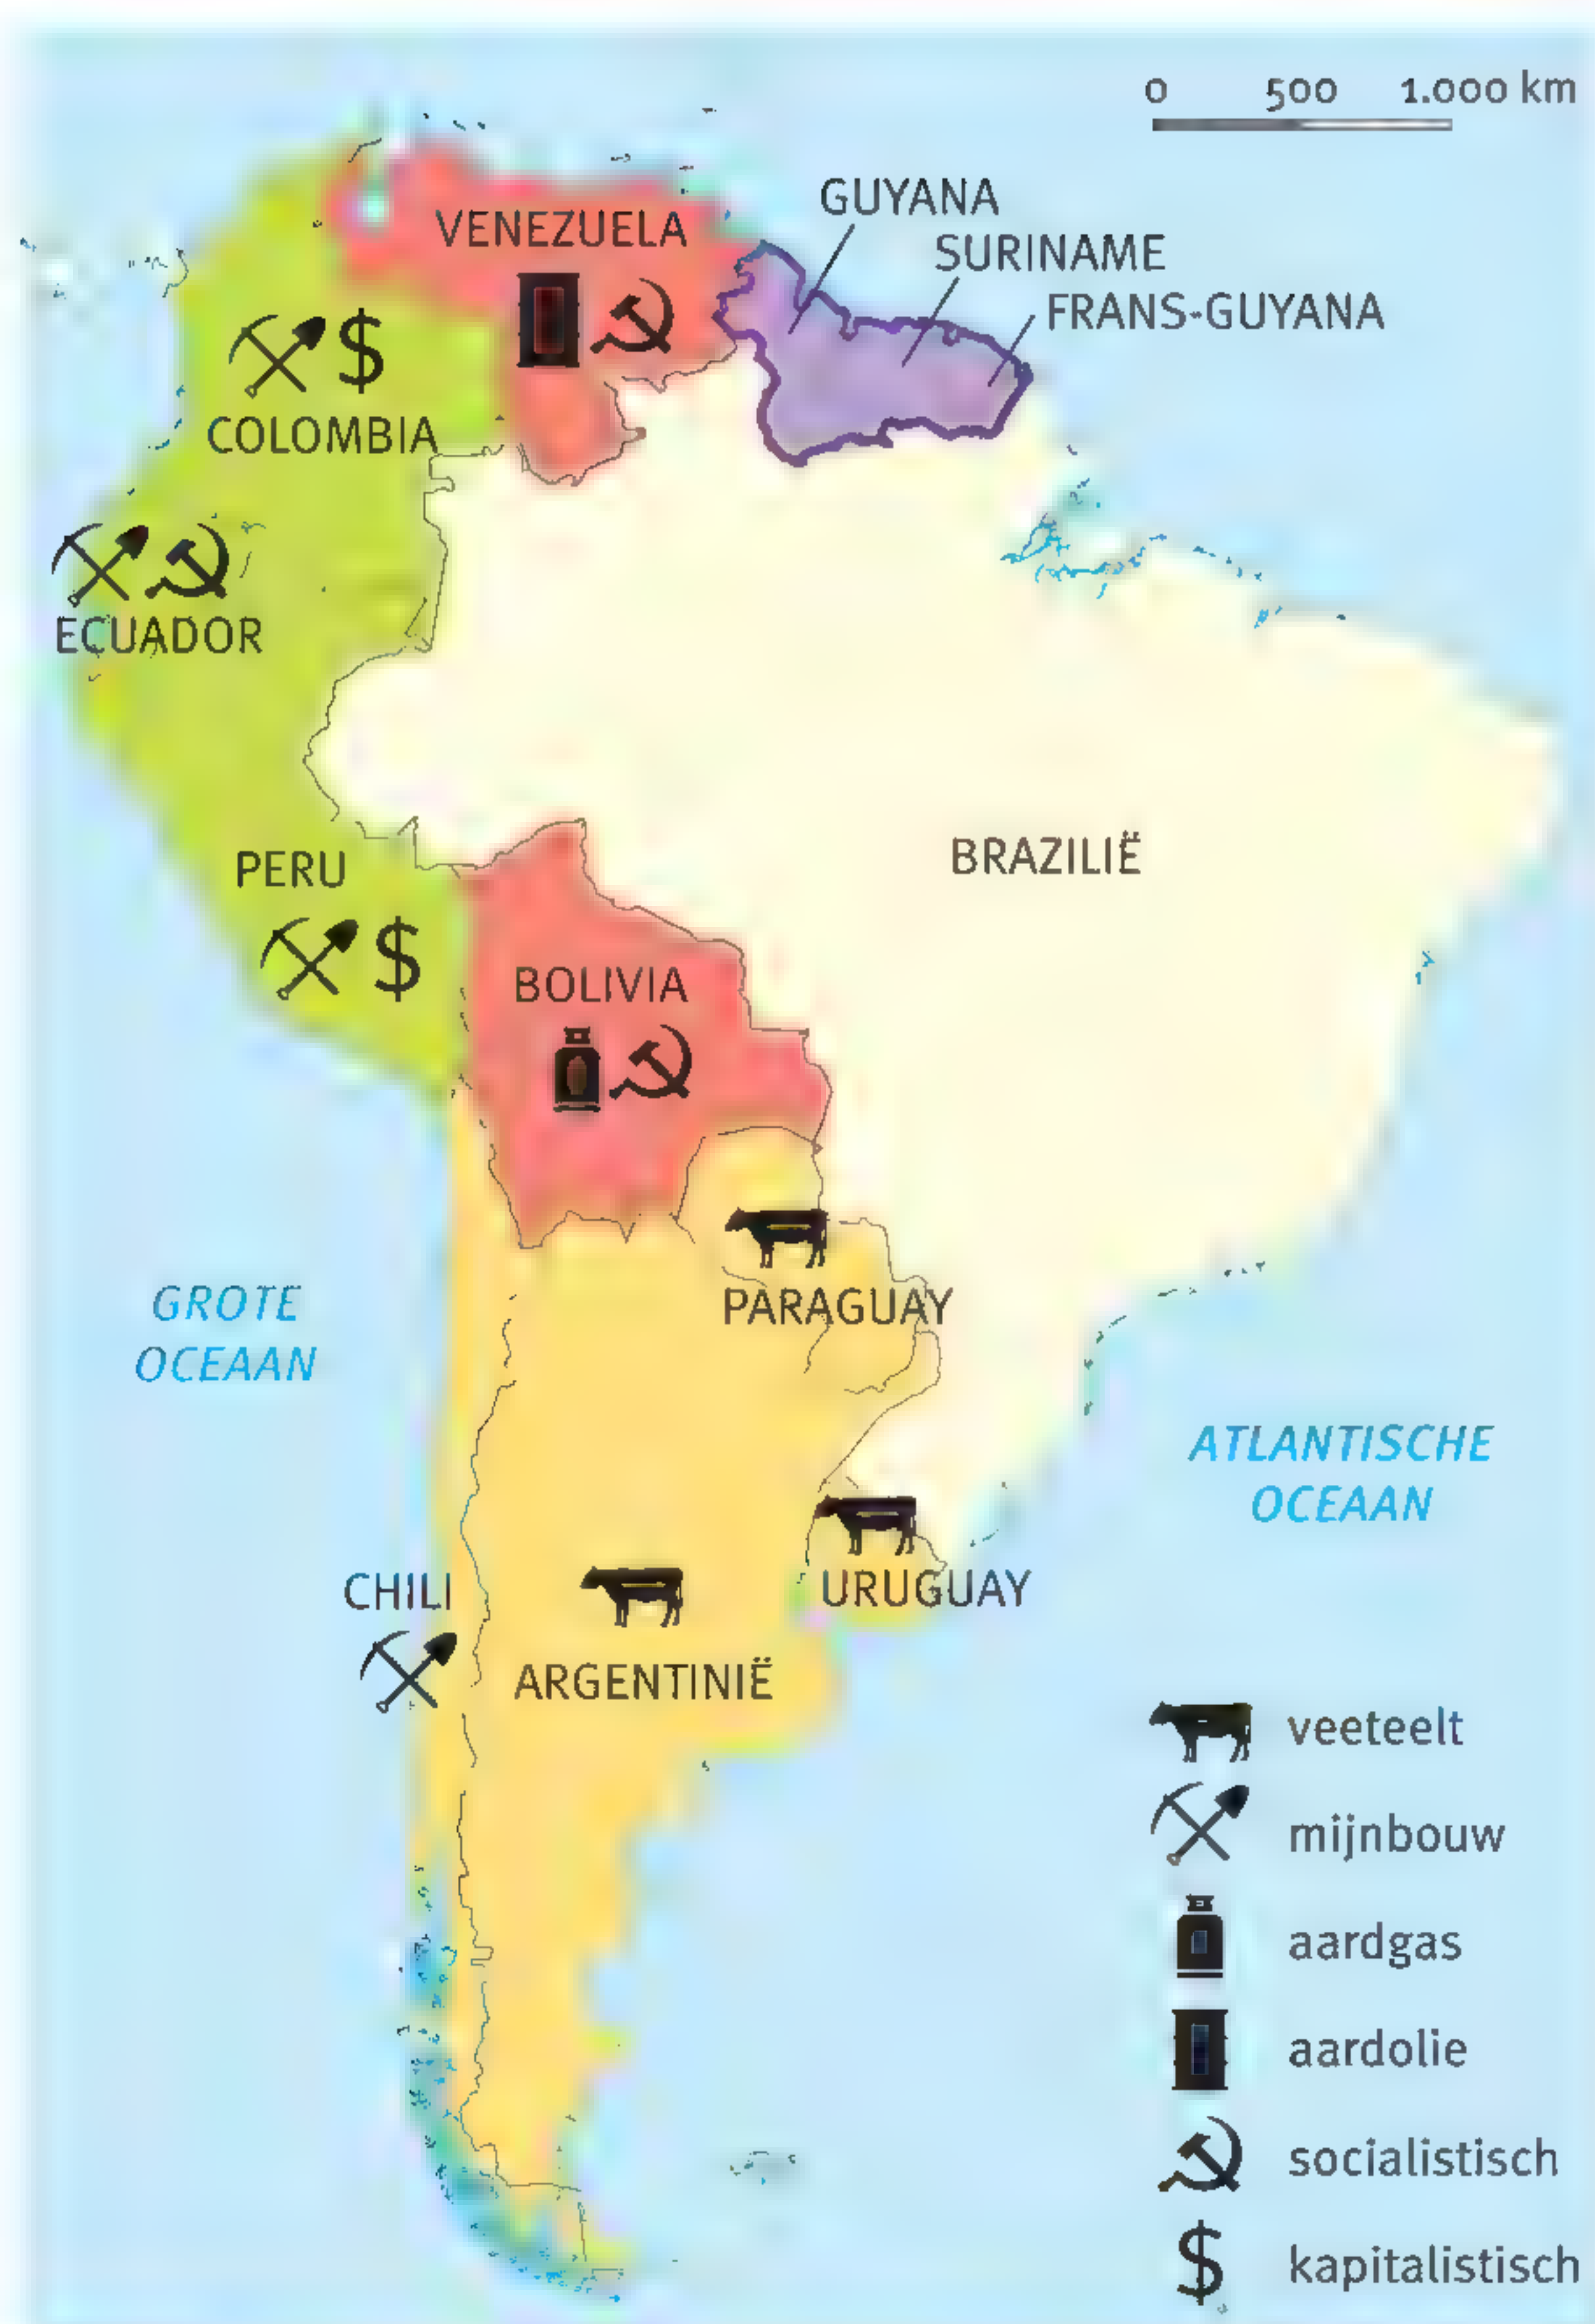 0 500 1.000 km
GUYANA
SURINAME
FRANS-GUYANA
VENEZUELA
$
COLOMBIA
ECUADOR
BRAZILIË
PERU
$
BOLIVIA
GROTE
OCEAAN
PARAGUAY
ATLANTISCHE
OCEAAN
CHILI
URUGUAY
ARGENTINIË
veeteelt
mijnbouw
aardgas
aardolie
socialistisch
$ kapitalistisch